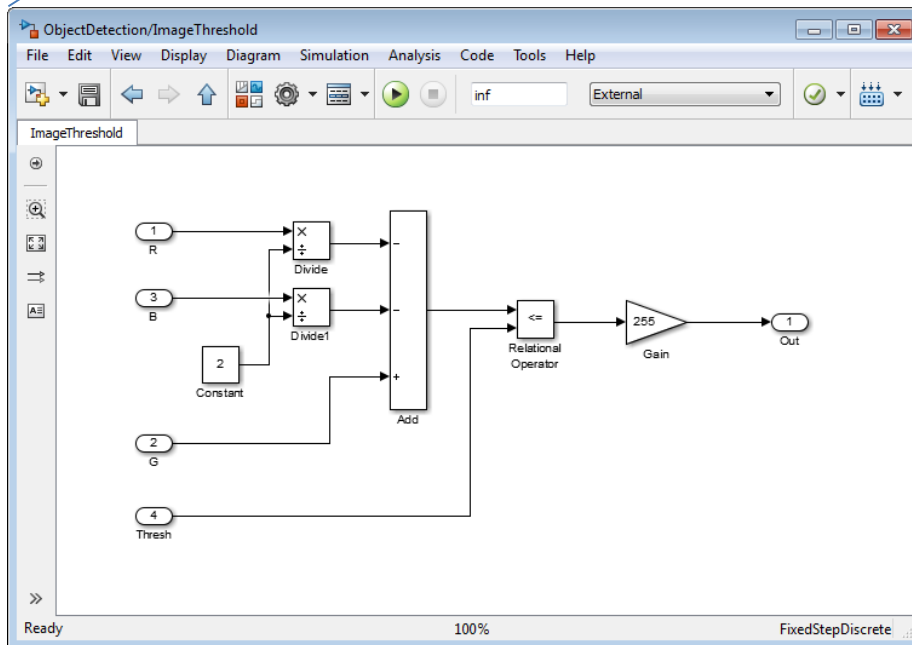 ObjectDetection/ImageThreshold
File Edit View Display Diagram Simulation Analysis Code Tools Help
inf External
ImageThreshold
1
R
×
÷
Divide
3
B
×
÷
Divide1
2
Constant
2
G
4
Thresh
−
−
+
Add
<=
Relational
Operator
255
Gain
1
Out
Ready 100% FixedStepDiscrete